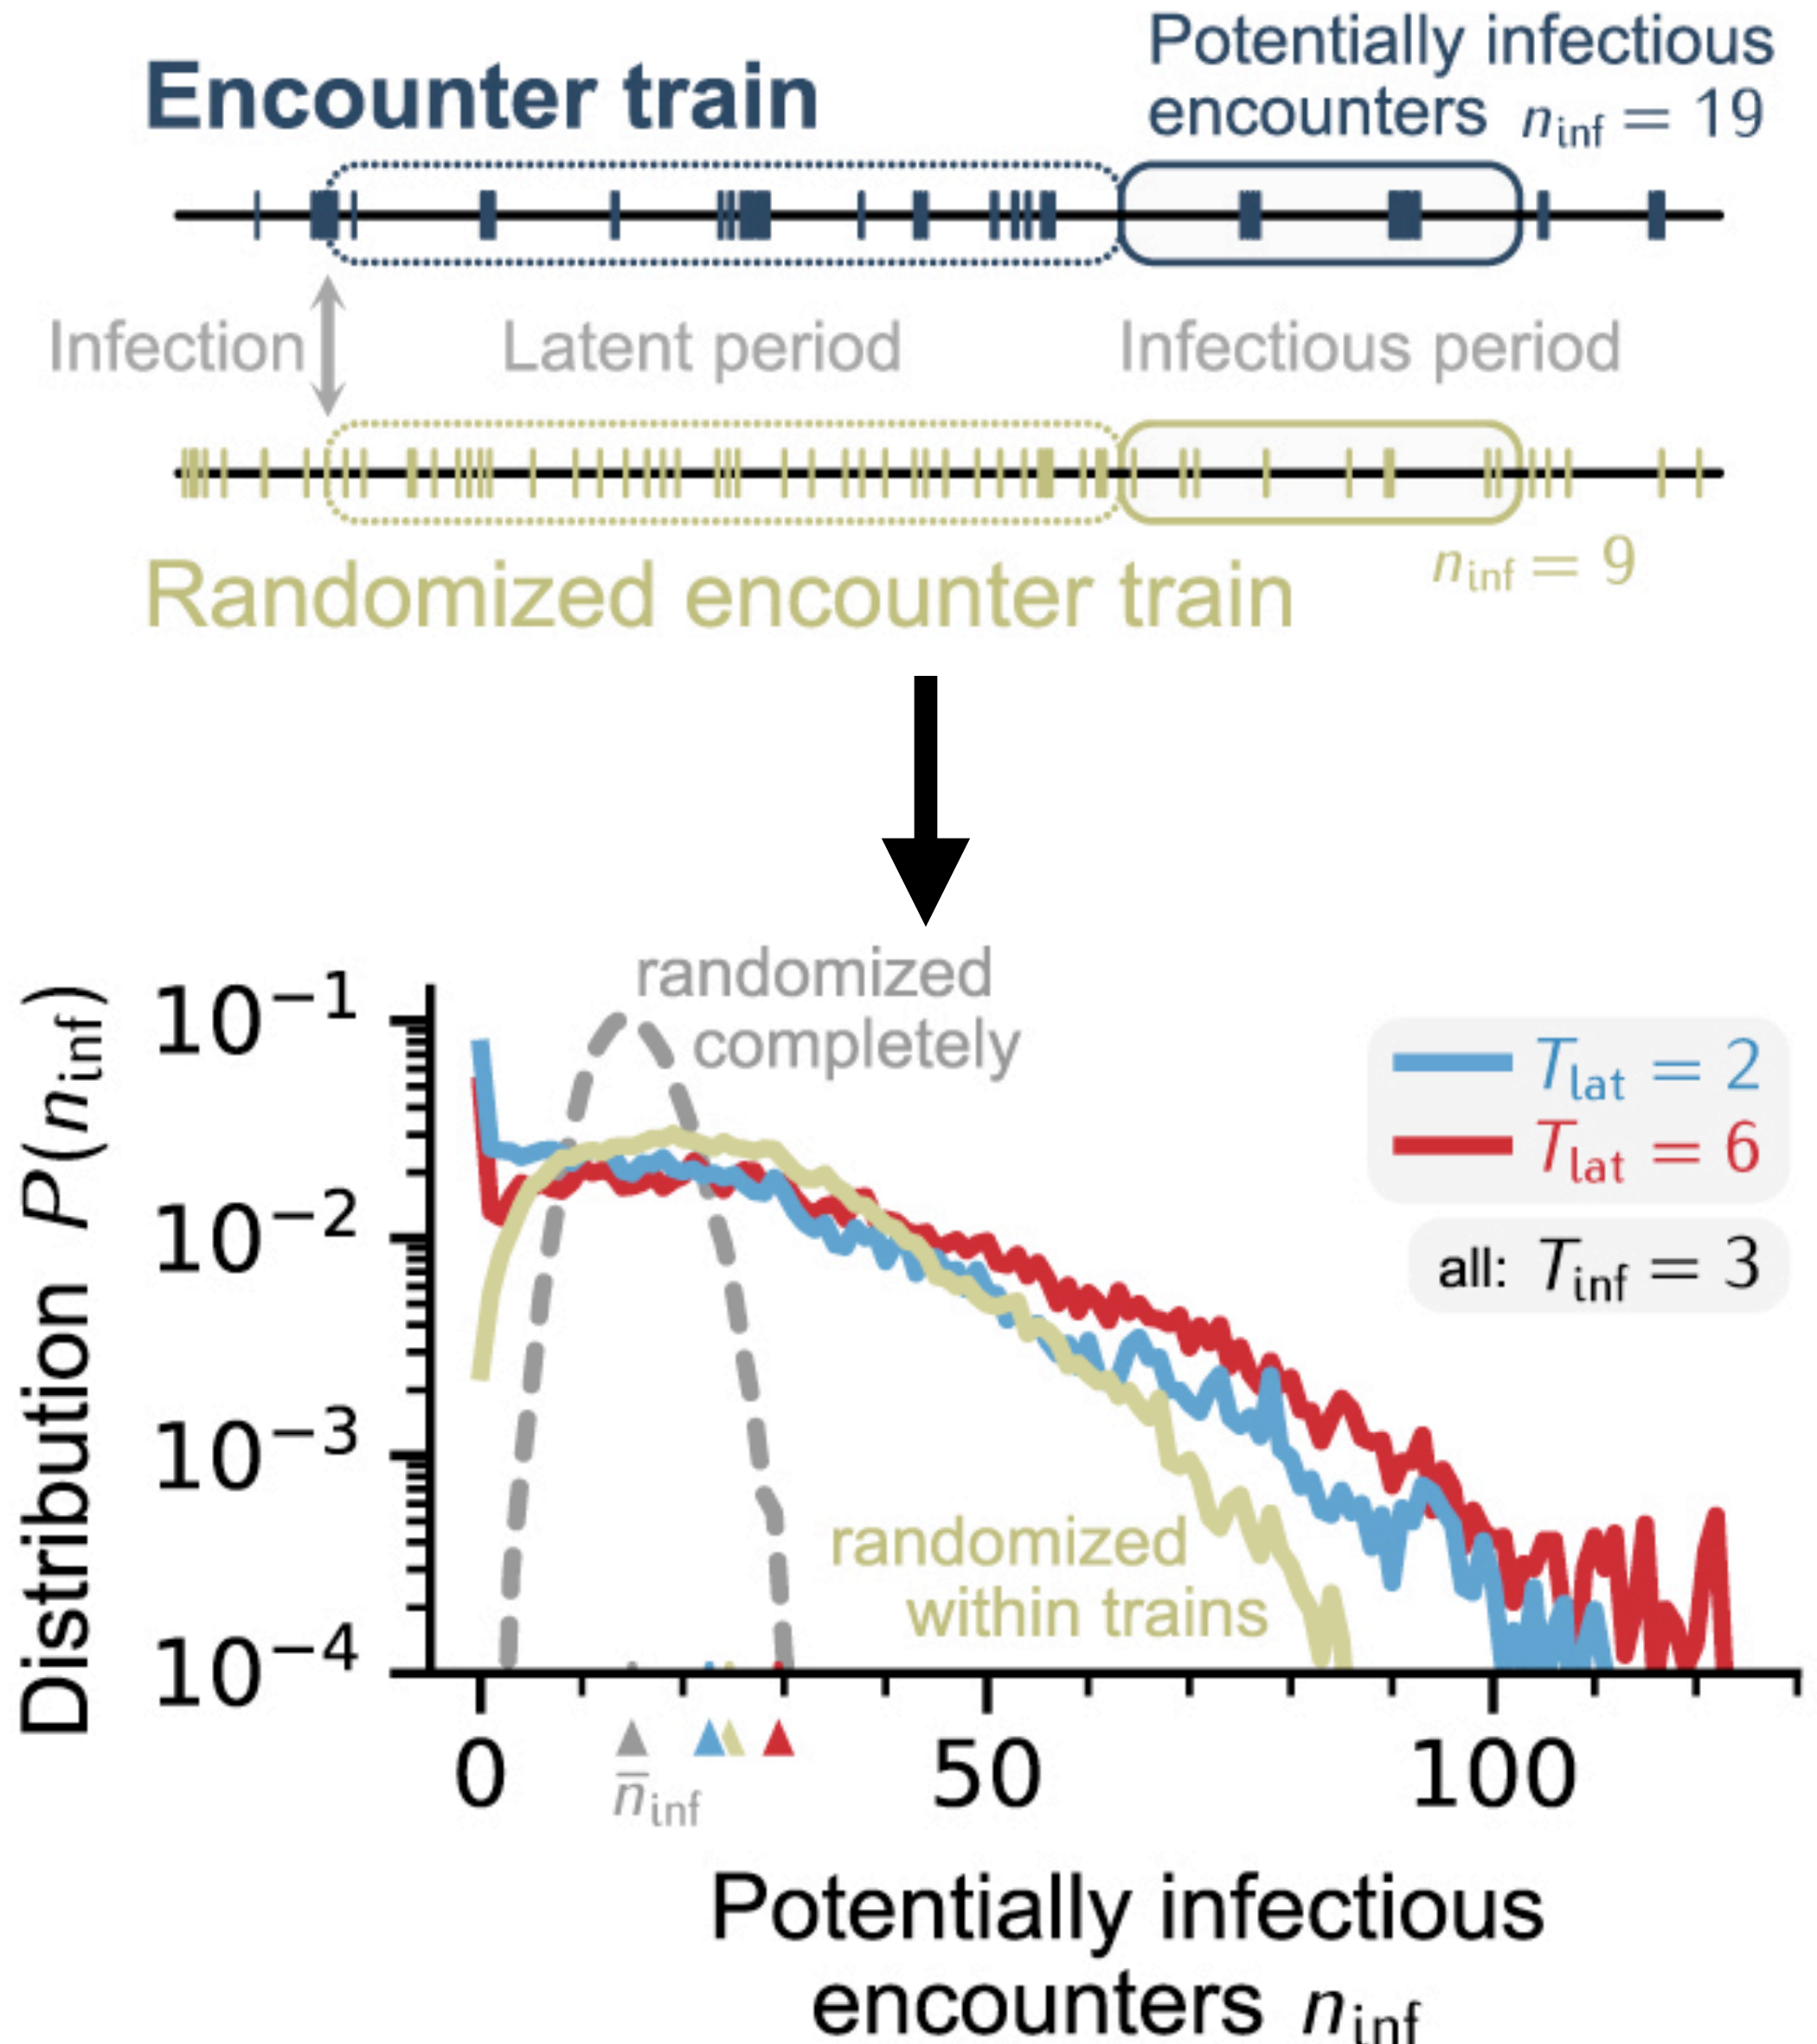 Potentially infectious
Encounter train
encounters n_inf = 19
Infection
Latent period
Infectious period
n_inf = 9
Randomized encounter train
randomized
completely
10⁻¹
10⁻²
10⁻³
10⁻⁴
Distribution P(n_inf)
T_lat = 2
T_lat = 6
all: T_inf = 3
randomized
within trains
0
50
100
n̄_inf
Potentially infectious
encounters n_inf